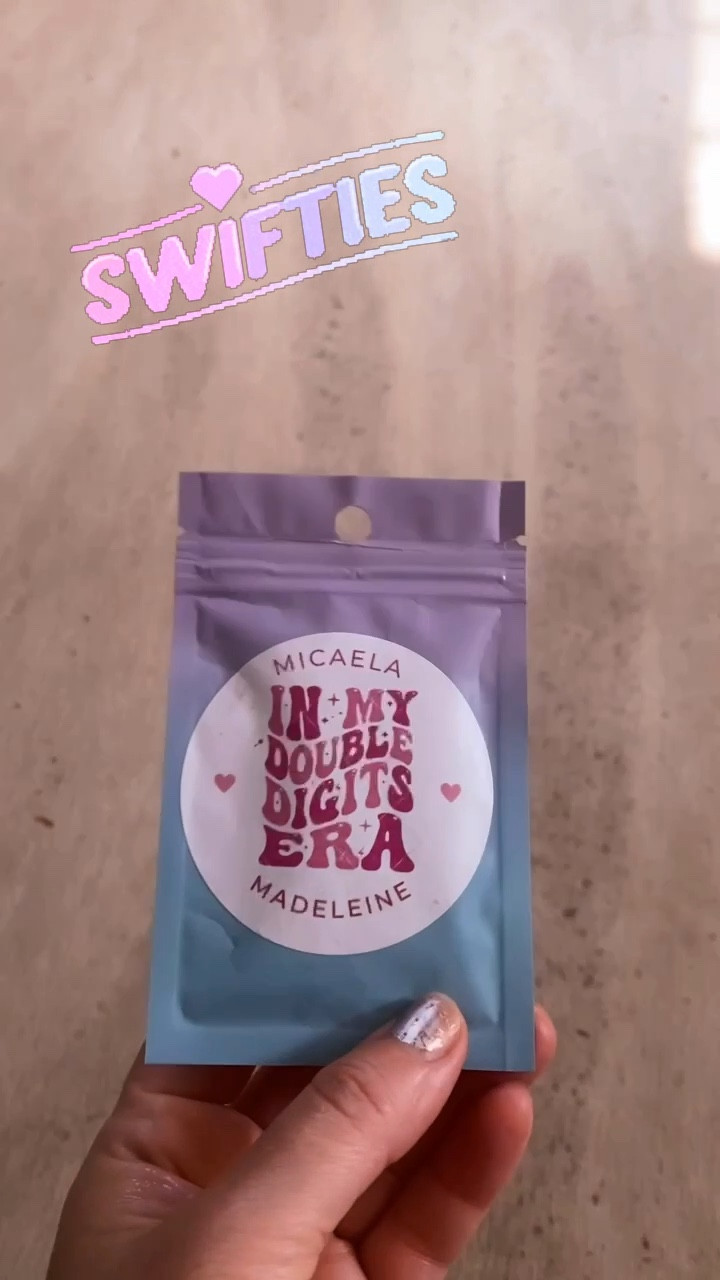 SWIFTIES
MICAELA
IN MY
DOUBLE
DIGITS
ERA
MADELEINE